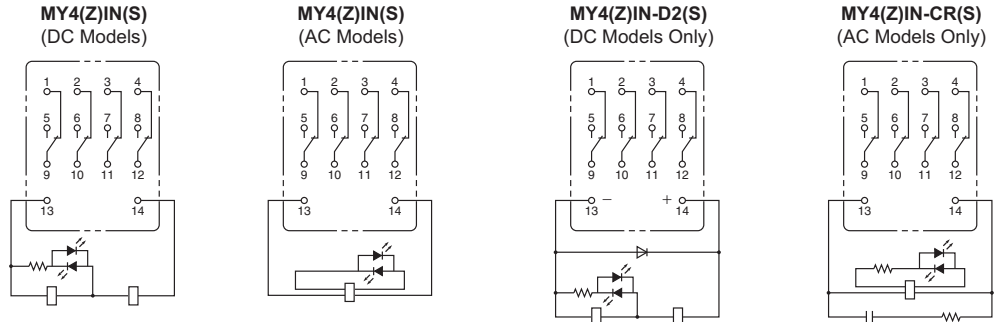 MY4(Z)IN(S)
(DC Models)
1 2 3 4
5 6 7 8
9 10 11 12
13 14
MY4(Z)IN(S)
(AC Models)
1 2 3 4
5 6 7 8
9 10 11 12
13 14
MY4(Z)IN-D2(S)
(DC Models Only)
1 2 3 4
5 6 7 8
9 10 11 12
13 − + 14
MY4(Z)IN-CR(S)
(AC Models Only)
1 2 3 4
5 6 7 8
9 10 11 12
13 14